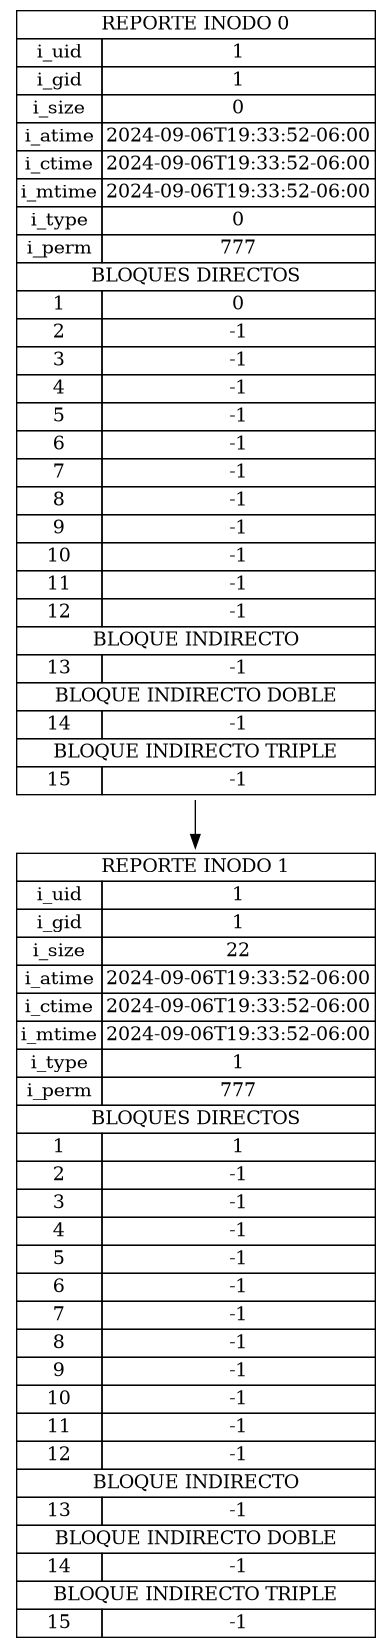 REPORTE INODO 0
i_uid 1
i_gid 1
i_size 0
i_atime 2024-09-06T19:33:52-06:00
i_ctime 2024-09-06T19:33:52-06:00
i_mtime 2024-09-06T19:33:52-06:00
i_type 0
i_perm 777
BLOQUES DIRECTOS
1 0
2 -1
3 -1
4 -1
5 -1
6 -1
7 -1
8 -1
9 -1
10 -1
11 -1
12 -1
BLOQUE INDIRECTO
13 -1
BLOQUE INDIRECTO DOBLE
14 -1
BLOQUE INDIRECTO TRIPLE
15 -1
REPORTE INODO 1
i_uid 1
i_gid 1
i_size 22
i_atime 2024-09-06T19:33:52-06:00
i_ctime 2024-09-06T19:33:52-06:00
i_mtime 2024-09-06T19:33:52-06:00
i_type 1
i_perm 777
BLOQUES DIRECTOS
1 1
2 -1
3 -1
4 -1
5 -1
6 -1
7 -1
8 -1
9 -1
10 -1
11 -1
12 -1
BLOQUE INDIRECTO
13 -1
BLOQUE INDIRECTO DOBLE
14 -1
BLOQUE INDIRECTO TRIPLE
15 -1